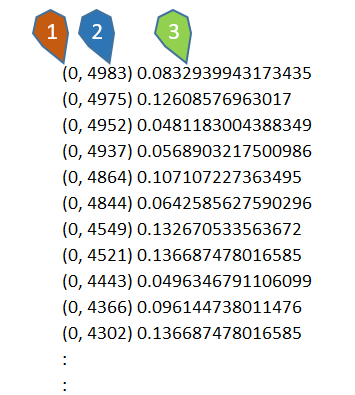 1 2 3
(0, 4983) 0.0832939943173435
(0, 4975) 0.12608576963017
(0, 4952) 0.0481183004388349
(0, 4937) 0.0568903217500986
(0, 4864) 0.107107227363495
(0, 4844) 0.0642585627590296
(0, 4549) 0.132670533563672
(0, 4521) 0.136687478016585
(0, 4443) 0.0496346791106099
(0, 4366) 0.096144738011476
(0, 4302) 0.136687478016585
:
: